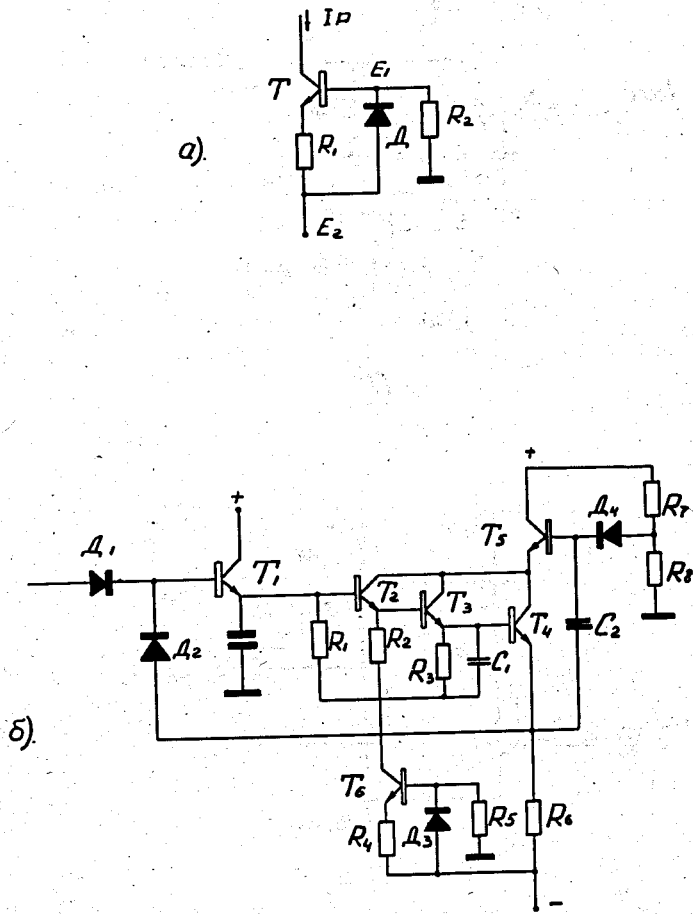 Iр
T
E₁
R₁
Д
R₂
а).
E₂
+
+
Д₁
T₁
T₅
Д₄
R₇
R₈
T₂
T₃
T₄
Д₂
R₁
R₂
R₃
C₁
C₂
б).
T₆
R₄
Д₃
R₅
R₆
-